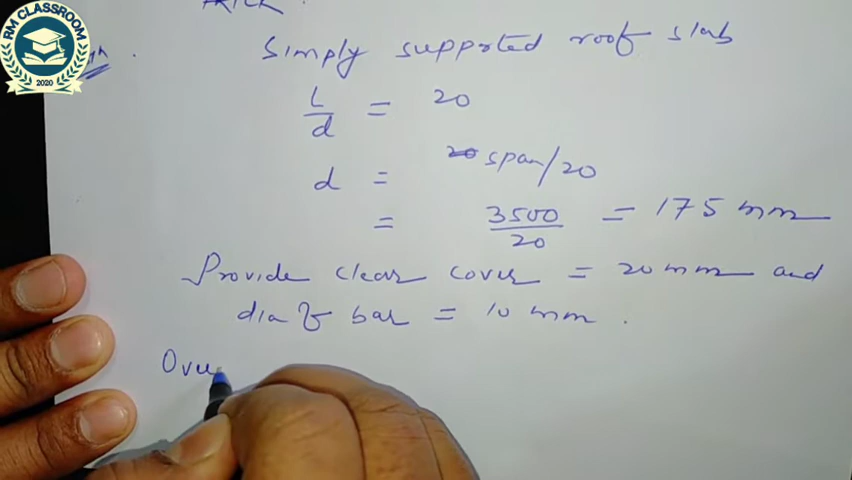 RM CLASSROOM
2020
Simply supported roof slab
L/d = 20
d = span/20
= 3500/20 = 175 mm
Provide clear cover = 20 mm and
dia of bar = 10 mm.
Ove